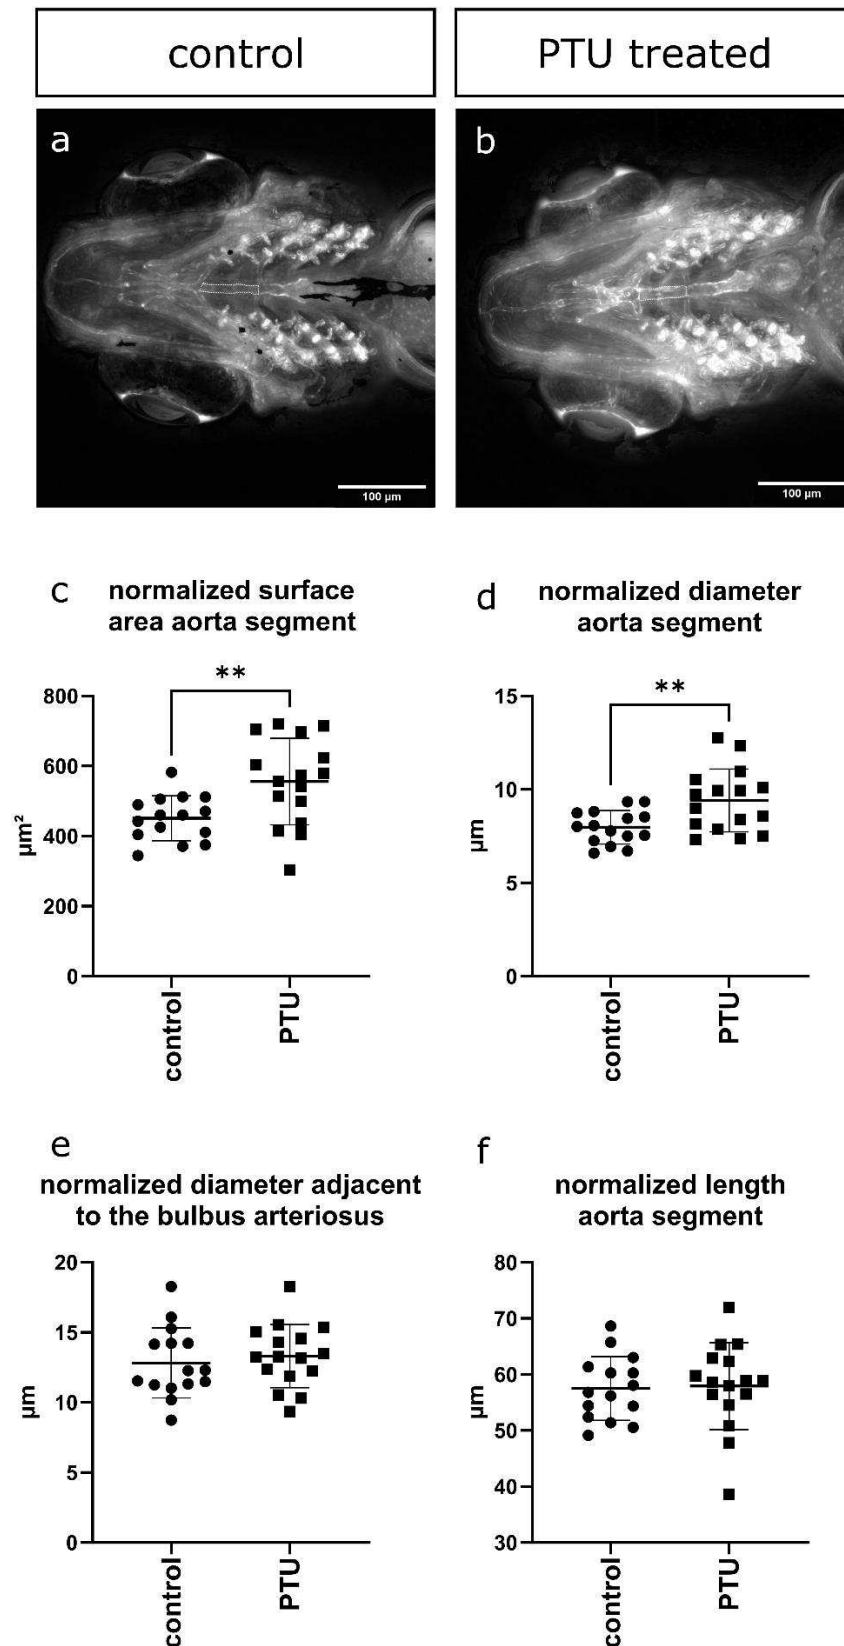 control
PTU treated
a
b
100 µm
100 µm
c
normalized surface
area aorta segment
**
800
600
400
200
0
µm²
control
PTU
d
normalized diameter
aorta segment
**
15
10
5
0
µm
control
PTU
e
normalized diameter adjacent
to the bulbus arteriosus
20
15
10
5
0
µm
control
PTU
f
normalized length
aorta segment
80
70
60
50
40
30
µm
control
PTU